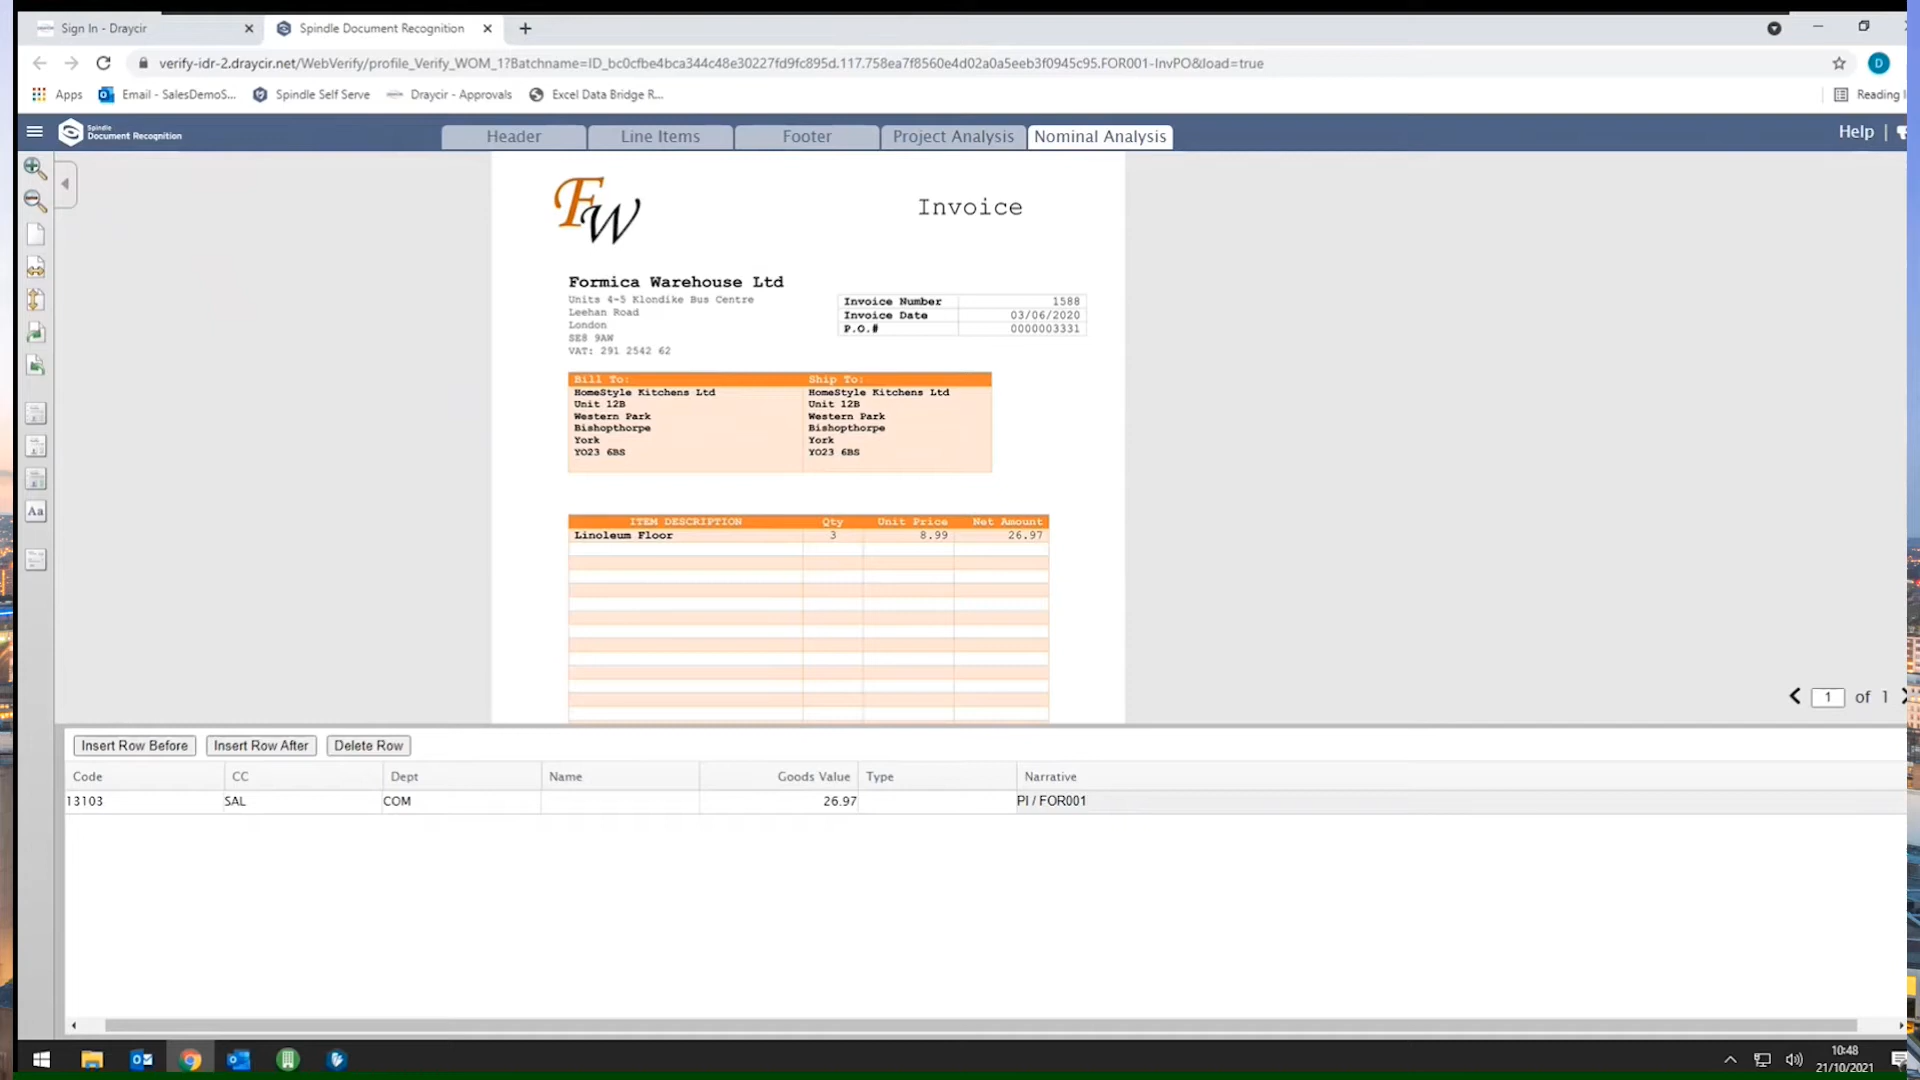 Sign In - Draycir
Spindle Document Recognition
verify-idr-2.draycir.net/WebVerify/profile_Verify_WOM_1?Batchname=ID_bc0cfbe4bca344c48e30227fd9fc895d.117.758ea7f8560e4d02a0a5eeb3f0945c95.FOR001-InvPO&load=true
D
Apps
Email - SalesDemoS...
Spindle Self Serve
Draycir - Approvals
Excel Data Bridge R...
Reading
Spindle
Document Recognition
Header
Line Items
Footer
Project Analysis
Nominal Analysis
Help |
FW
Invoice
Formica Warehouse Ltd
Units 4-5 Klondike Bus Centre
Leehan Road
London
SE8 9AW
VAT: 291 2542 62
Invoice Number 1588
Invoice Date 03/06/2020
P.O.# 0000003331
Bill To: Ship To:
HomeStyle Kitchens Ltd HomeStyle Kitchens Ltd
Unit 12B Unit 12B
Western Park Western Park
Bishopthorpe Bishopthorpe
York York
YO23 6BS YO23 6BS
ITEM DESCRIPTION Qty Unit Price Net Amount
Linoleum Floor 3 8.99 26.97
Aa
1 of 1
Insert Row Before Insert Row After Delete Row
Code CC Dept Name Goods Value Type Narrative
13103 SAL COM 26.97 PI / FOR001
10:48
21/10/2021